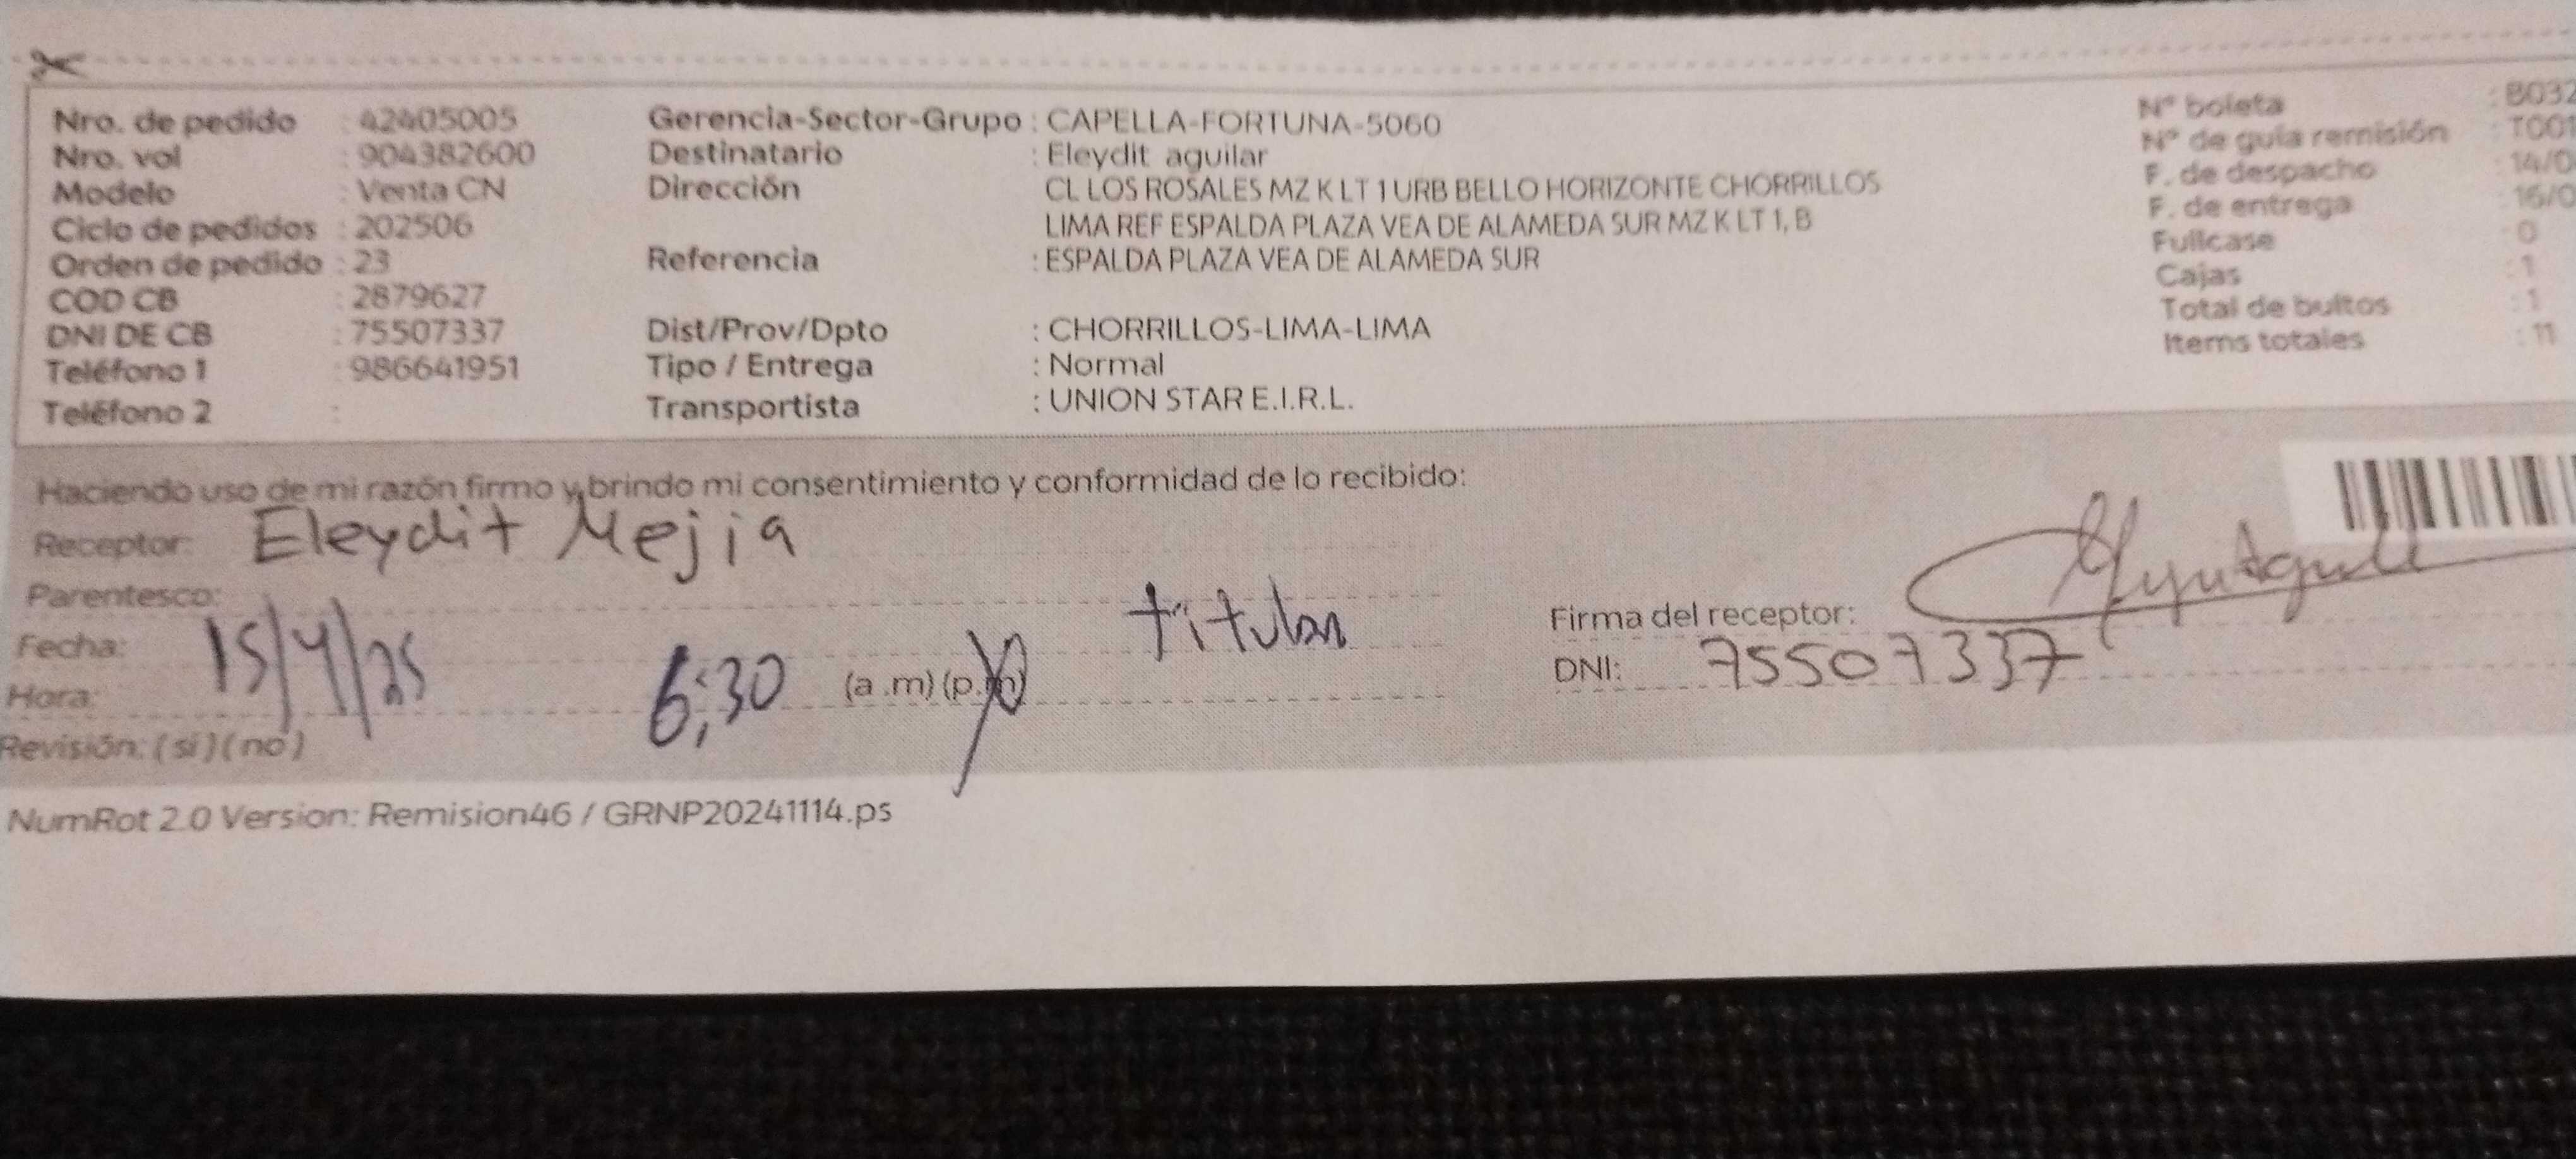 Nro. de pedido : 42405005
Nro. vol : 904382600
Modelo : Venta CN
Ciclo de pedidos : 202506
Orden de pedido : 23
COD CB : 2879627
DNI DE CB : 75507337
Teléfono 1 : 986641951
Teléfono 2 :
Gerencia-Sector-Grupo : CAPELLA-FORTUNA-5060
Destinatario : Eleydit aguilar
Dirección : CL LOS ROSALES MZ K LT 1 URB BELLO HORIZONTE CHORRILLOS
LIMA REF ESPALDA PLAZA VEA DE ALAMEDA SUR MZ K LT 1, B
Referencia : ESPALDA PLAZA VEA DE ALAMEDA SUR
Dist/Prov/Dpto : CHORRILLOS-LIMA-LIMA
Tipo / Entrega : Normal
Transportista : UNION STAR E.I.R.L.
N° boleta : B032
N° de guía remisión : T001
F. de despacho : 14/0
F. de entrega : 16/0
Fullcase : 0
Cajas : 1
Total de bultos : 1
Items totales : 11
Haciendo uso de mi razón firmo y brindo mi consentimiento y conformidad de lo recibido:
Receptor: Eleydit Mejia
Parentesco: titular
Fecha: 15/4/25
Hora: 6:30 (a.m) (p.m)
Revisión: (si) (no)
Firma del receptor:
DNI: 75507337
NumRot 2.0 Version: Remision46 / GRNP20241114.ps